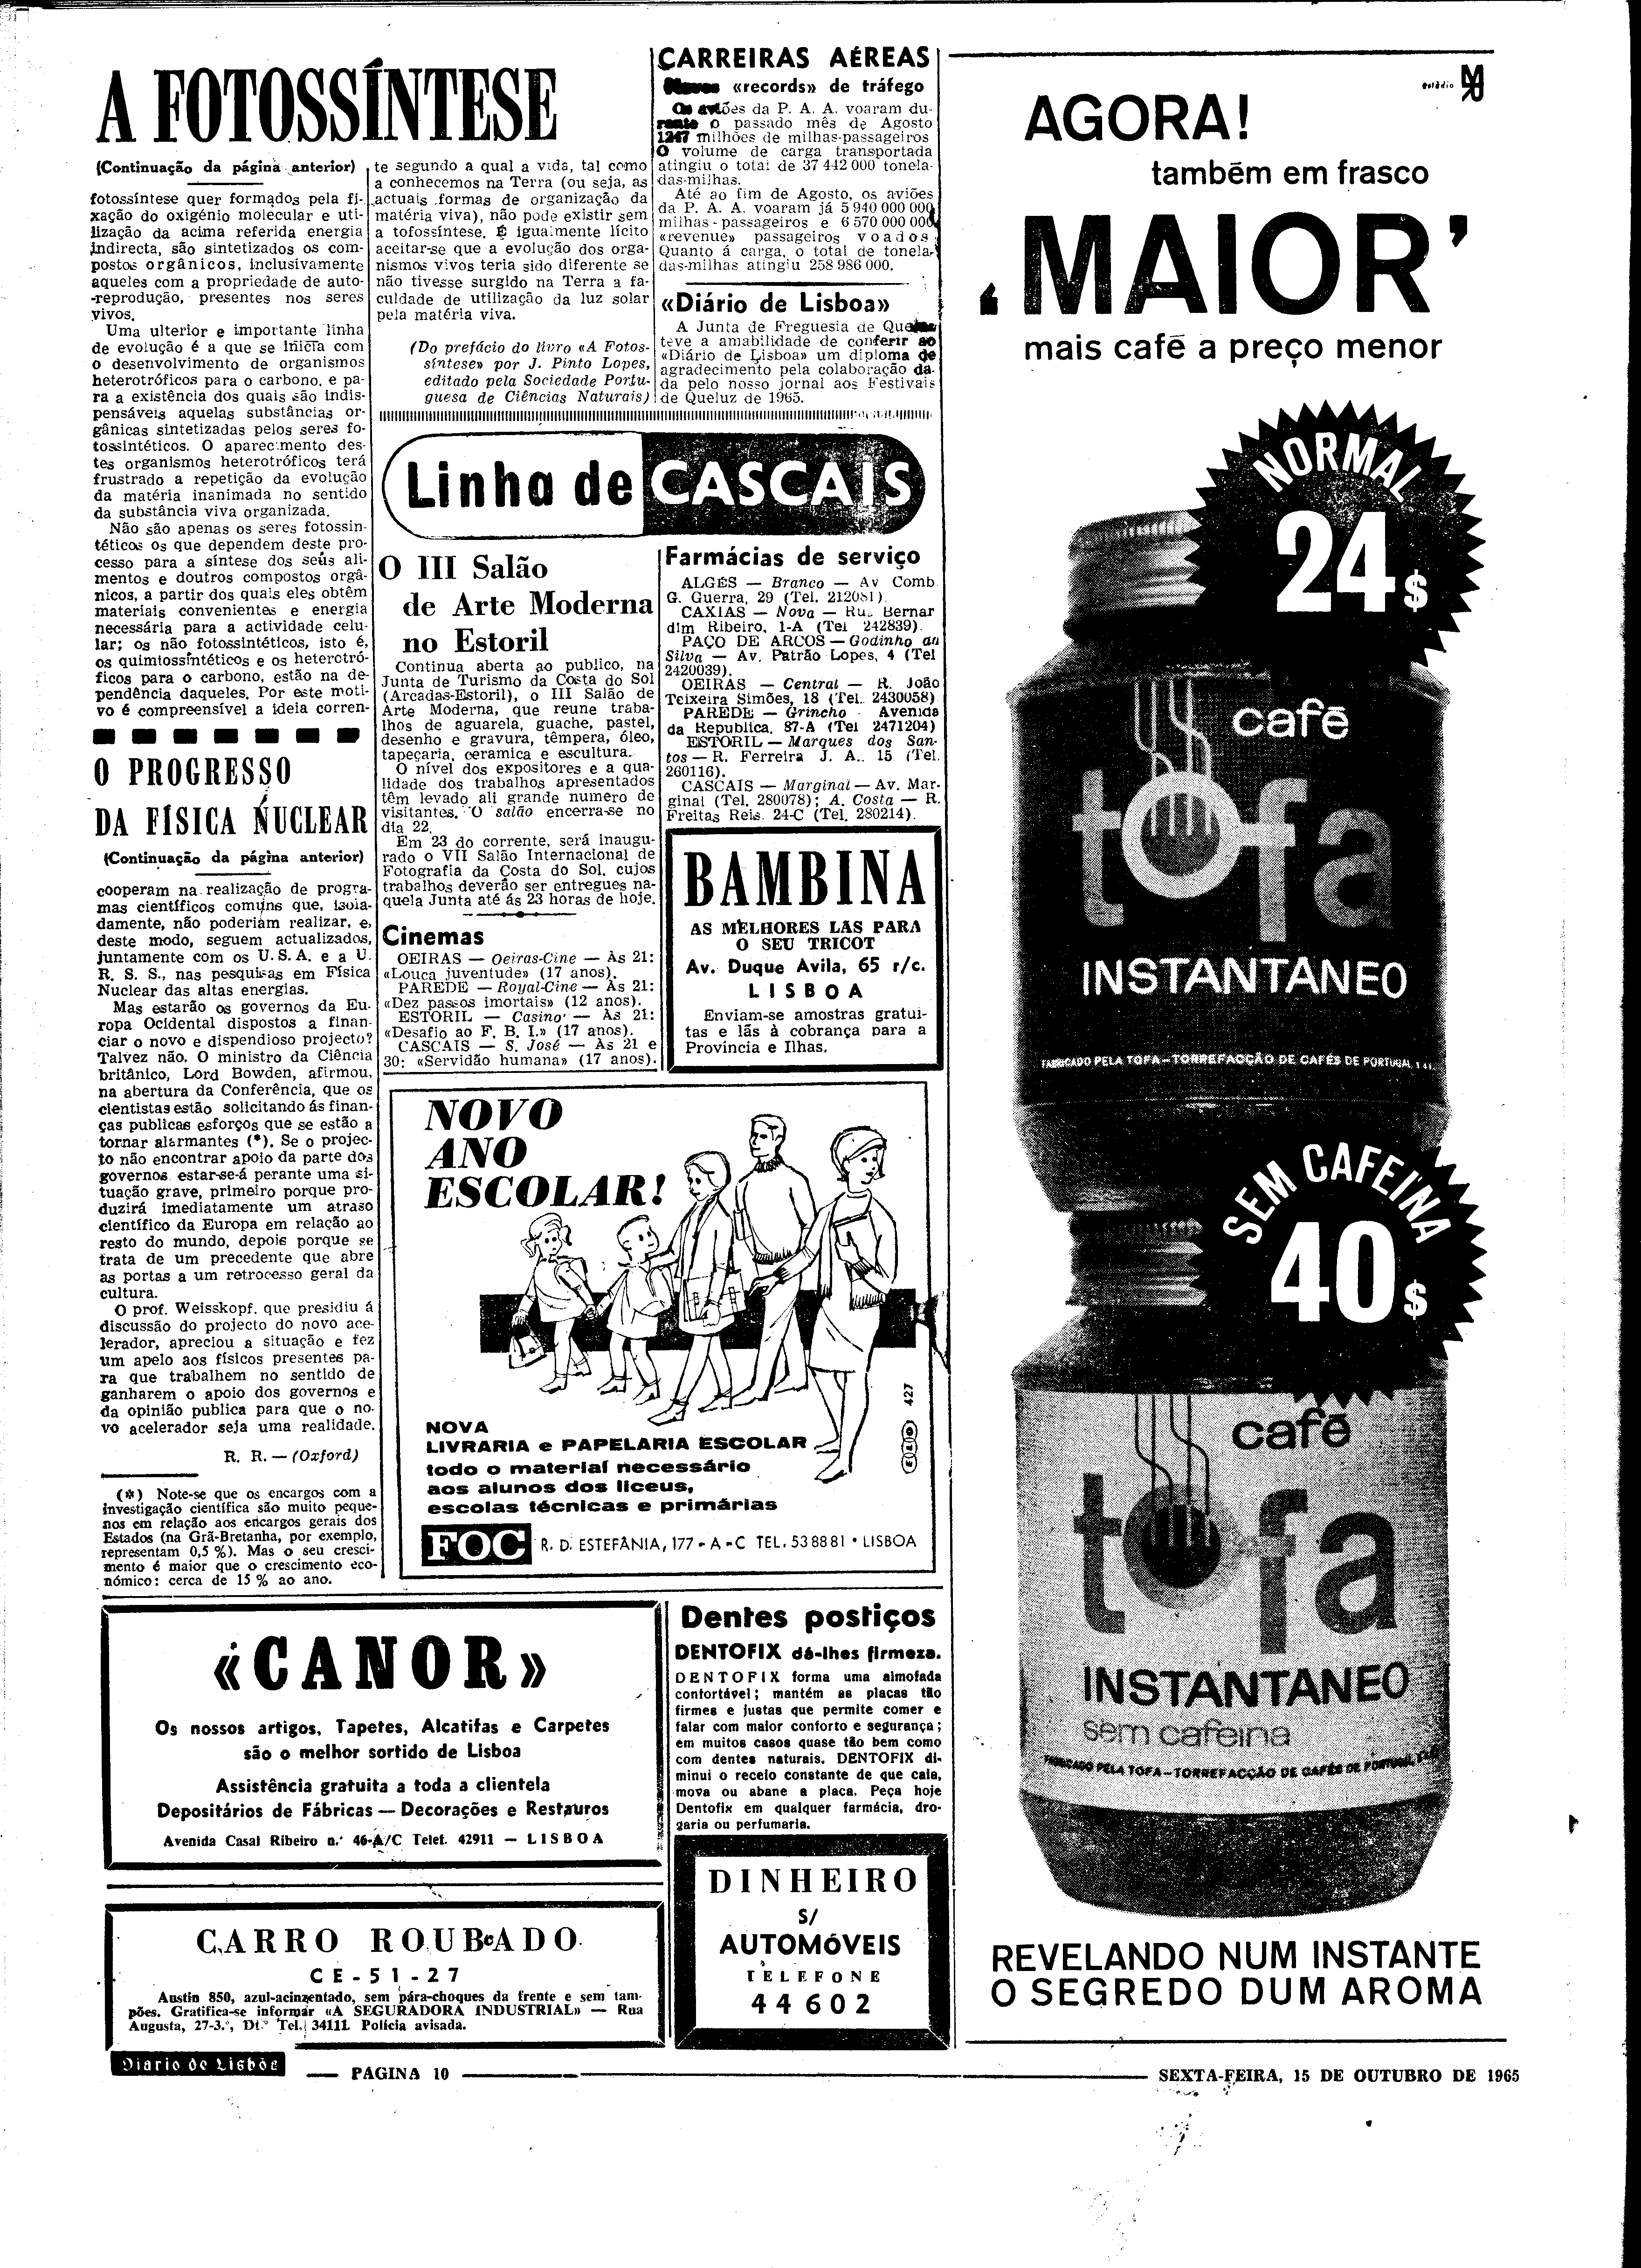 A FOTOSSÍNTESE
(Continuação da página anterior)
fotossíntese quer formados pela fi-
xação do oxigénio molecular e uti-
lização da acima referida energia
indirecta, são sintetizados os com-
postos orgânicos, inclusivamente
aqueles com a propriedade de auto-
-reprodução, presentes nos seres
vivos.
Uma ulterior e importante linha
de evolução é a que se inicia com
o desenvolvimento de organismos
heterotróficos para o carbono, e pa-
ra a existência dos quais são indis-
pensáveis aquelas substâncias or-
gânicas sintetizadas pelos seres fo-
tossintéticos. O aparecimento des-
tes organismos heterotróficos terá
frustrado a repetição da evolução
da matéria inanimada no sentido
da substância viva organizada.
Não são apenas os seres fotossin-
téticos os que dependem deste pro-
cesso para a síntese dos seus ali-
mentos e doutros compostos orgâ-
nicos, a partir dos quais eles obtêm
materiais convenientes e energia
necessária para a actividade celu-
lar; os não fotossintéticos, isto é,
os quimiossintéticos e os heterotró-
ficos para o carbono, estão na de-
pendência daqueles. Por este moti-
vo é compreensível a ideia corren-
te segundo a qual a vida, tal como
a conhecemos na Terra (ou seja, as
actuais formas de organização da
matéria viva), não pode existir sem
a tofossíntese. É igualmente lícito
aceitar-se que a evolução dos orga-
nismos vivos teria sido diferente se
não tivesse surgido na Terra a fa-
culdade de utilização da luz solar
pela matéria viva.
(Do prefácio do livro «A Fotos-
síntese» por J. Pinto Lopes,
editado pela Sociedade Portu-
guesa de Ciências Naturais)
O PROGRESSO
DA FÍSICA NUCLEAR
(Continuação da página anterior)
cooperam na realização de progra-
mas científicos comuns que, isola-
damente, não poderiam realizar, e,
deste modo, seguem actualizados,
juntamente com os U. S. A. e a U.
R. S. S., nas pesquisas em Física
Nuclear das altas energias.
Mas estarão os governos da Eu-
ropa Ocidental dispostos a finan-
ciar o novo e dispendioso projecto?
Talvez não. O ministro da Ciência
britânico, Lord Bowden, afirmou,
na abertura da Conferência, que os
cientistas estão solicitando ás finan-
ças publicas esforços que se estão a
tornar alarmantes (*). Se o projec-
to não encontrar apoio da parte dos
governos estar-se-á perante uma si-
tuação grave, primeiro porque pro-
duzirá imediatamente um atraso
científico da Europa em relação ao
resto do mundo, depois porque se
trata de um precedente que abre
as portas a um retrocesso geral da
cultura.
O prof. Weisskopf, que presidiu á
discussão do projecto do novo ace-
lerador, apreciou a situação e fez
um apelo aos físicos presentes pa-
ra que trabalhem no sentido de
ganharem o apoio dos governos e
da opinião publica para que o no-
vo acelerador seja uma realidade.
R. R. — (Oxford)
(*) Note-se que os encargos com a
investigação científica são muito peque-
nos em relação aos encargos gerais dos
Estados (na Grã-Bretanha, por exemplo,
representam 0,5 %). Mas o seu cresci-
mento é maior que o crescimento eco-
nómico: cerca de 15 % ao ano.
CARREIRAS AÉREAS
Novos «records» de tráfego
Os aviões da P. A. A. voaram du-
rante o passado mês de Agosto
1247 milhões de milhas-passageiros
O volume de carga transportada
atingiu o total de 37 442 000 tonela-
das-milhas.
Até ao fim de Agosto, os aviões
da P. A. A. voaram já 5 940 000 000
milhas-passageiros e 6 570 000 000
«revenue» passageiros voados
Quanto á carga, o total de tonela-
das-milhas atingiu 258 986 000.
«Diário de Lisboa»
A Junta de Freguesia de Queluz
teve a amabilidade de conferir ao
«Diário de Lisboa» um diploma de
agradecimento pela colaboração da-
da pelo nosso jornal aos Festivais
de Queluz de 1965.
Linha de CASCAIS
O III Salão
de Arte Moderna
no Estoril
Continua aberta ao publico, na
Junta de Turismo da Costa do Sol
(Arcadas-Estoril), o III Salão de
Arte Moderna, que reune traba-
lhos de aguarela, guache, pastel,
desenho e gravura, têmpera, óleo,
tapeçaria, ceramica e escultura.
O nível dos expositores e a qua-
lidade dos trabalhos apresentados
têm levado ali grande numero de
visitantes. O salão encerra-se no
dia 22.
Em 23 do corrente, será inaugu-
rado o VII Salão Internacional de
Fotografia da Costa do Sol, cujos
trabalhos deverão ser entregues na-
quela Junta até ás 23 horas de hoje.
Cinemas
OEIRAS — Oeiras-Cine — Às 21:
«Louca juventude» (17 anos).
PAREDE — Royal-Cine — Às 21:
«Dez passos imortais» (12 anos).
ESTORIL — Casino — Às 21:
«Desafio ao F. B. I.» (17 anos).
CASCAIS — S. José — Às 21 e
30: «Servidão humana» (17 anos).
Farmácias de serviço
ALGÉS — Branco — Av Comb
G. Guerra, 29 (Tel. 212081).
CAXIAS — Nova — Rua Bernar
dim Ribeiro, 1-A (Tel 242839).
PAÇO DE ARCOS — Godinho da
Silva — Av. Patrão Lopes, 4 (Tel
2420039).
OEIRAS — Central — R. João
Teixeira Simões, 18 (Tel. 2430058)
PAREDE — Grincho - Avenida
da Republica, 87-A (Tel 2471204)
ESTORIL — Marques dos San-
tos — R. Ferreira J. A.. 15 (Tel.
260116).
CASCAIS — Marginal — Av. Mar-
ginal (Tel. 280078); A. Costa — R.
Freitas Reis. 24-C (Tel. 280214).
BAMBINA
AS MELHORES LAS PARA
O SEU TRICOT
Av. Duque Avila, 65 r/c.
LISBOA
Enviam-se amostras gratui-
tas e lãs à cobrança para a
Província e Ilhas.
NOVO
ANO
ESCOLAR!
NOVA
LIVRARIA e PAPELARIA ESCOLAR
todo o material necessário
aos alunos dos liceus,
escolas técnicas e primárias
427
FOC R. D. ESTEFÂNIA, 177 - A - C TEL. 53 88 81 • LISBOA
«CANOR»
Os nossos artigos, Tapetes, Alcatifas e Carpetes
são o melhor sortido de Lisboa
Assistência gratuita a toda a clientela
Depositários de Fábricas — Decorações e Restauros
Avenida Casal Ribeiro n.º 46-A/C Telef. 42911 — LISBOA
CARRO ROUBADO
CE-51-27
Austin 850, azul-acinzentado, sem pára-choques da frente e sem tam-
pões. Gratifica-se informar «A SEGURADORA INDUSTRIAL» — Rua
Augusta, 27-3.º, Dt.º Tel. 34111. Polícia avisada.
Dentes postiços
DENTOFIX dá-lhes firmeza.
DENTOFIX forma uma almofada
confortável; mantém as placas tão
firmes e justas que permite comer e
falar com maior conforto e segurança;
em muitos casos quase tão bem como
com dentes naturais. DENTOFIX di-
minui o receio constante de que caia,
mova ou abane a placa. Peça hoje
Dentofix em qualquer farmácia, dro-
garia ou perfumaria.
DINHEIRO
S/
AUTOMÓVEIS
TELEFONE
44602
estúdio
AGORA!
também em frasco
'MAIOR'
mais café a preço menor
NORMAL
24$
café
tofa
INSTANTANEO
FABRICADO PELA TOFA-TORREFACÇÃO DE CAFÉS DE PORTUGAL
SEM CAFEINA
40$
café
tofa
INSTANTANEO
sem cafeina
FABRICADO PELA TOFA-TORREFACÇÃO DE CAFÉS DE PORTUGAL
REVELANDO NUM INSTANTE
O SEGREDO DUM AROMA
Diario de Lisboa — PAGINA 10 — SEXTA-FEIRA, 15 DE OUTUBRO DE 1965